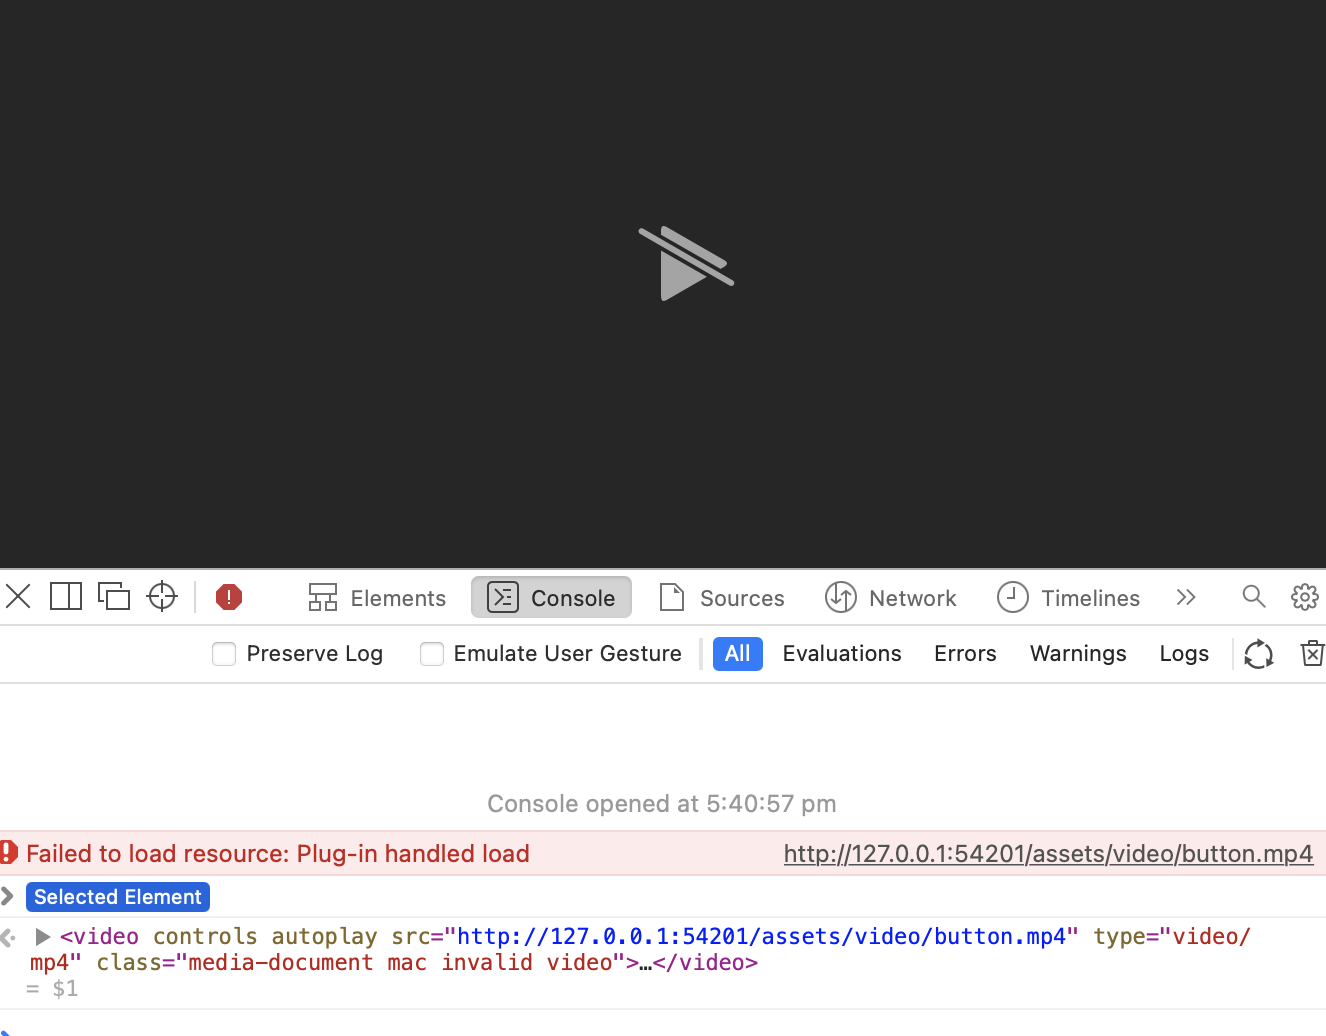 Elements Console Sources Network Timelines
Preserve Log Emulate User Gesture All Evaluations Errors Warnings Logs
Console opened at 5:40:57 pm
Failed to load resource: Plug-in handled load http://127.0.0.1:54201/assets/video/button.mp4
Selected Element
<video controls autoplay src="http://127.0.0.1:54201/assets/video/button.mp4" type="video/
mp4" class="media-document mac invalid video">…</video>
= $1